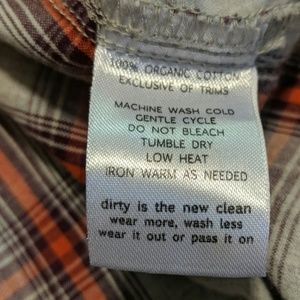 100% ORGANIC COTTON
EXCLUSIVE OF TRIMS
MACHINE WASH COLD
GENTLE CYCLE
DO NOT BLEACH
TUMBLE DRY
LOW HEAT
IRON WARM AS NEEDED
dirty is the new clean
wear more, wash less
wear it out or pass it on